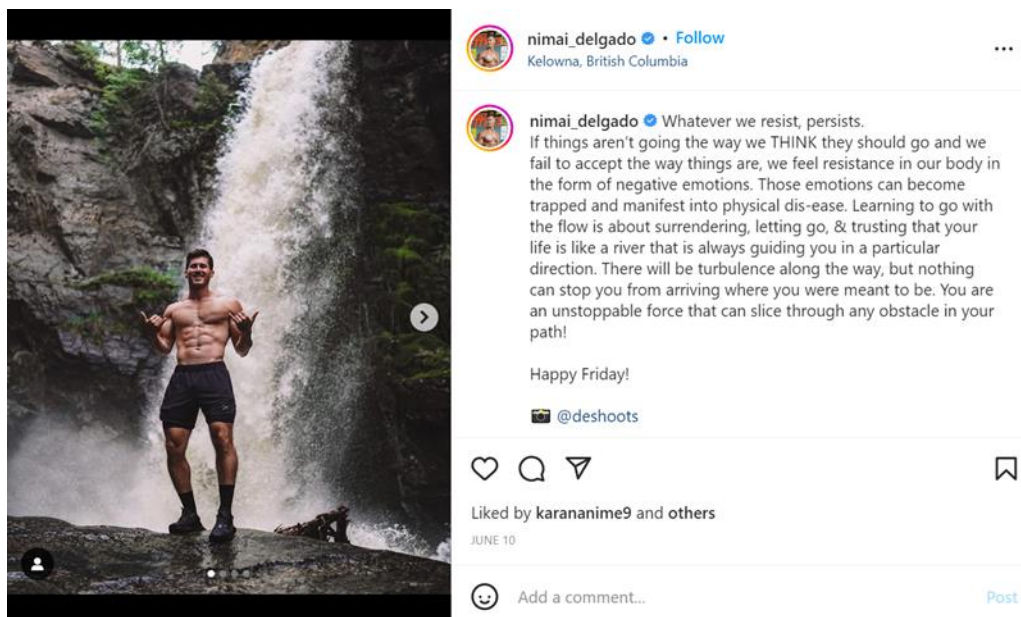 nimai_delgado • Follow
Kelowna, British Columbia
nimai_delgado Whatever we resist, persists.
If things aren't going the way we THINK they should go and we
fail to accept the way things are, we feel resistance in our body in
the form of negative emotions. Those emotions can become
trapped and manifest into physical dis-ease. Learning to go with
the flow is about surrendering, letting go, & trusting that your
life is like a river that is always guiding you in a particular
direction. There will be turbulence along the way, but nothing
can stop you from arriving where you were meant to be. You are
an unstoppable force that can slice through any obstacle in your
path!
Happy Friday!
📷 @deshoots
Liked by karananime9 and others
JUNE 10
Add a comment...
Post